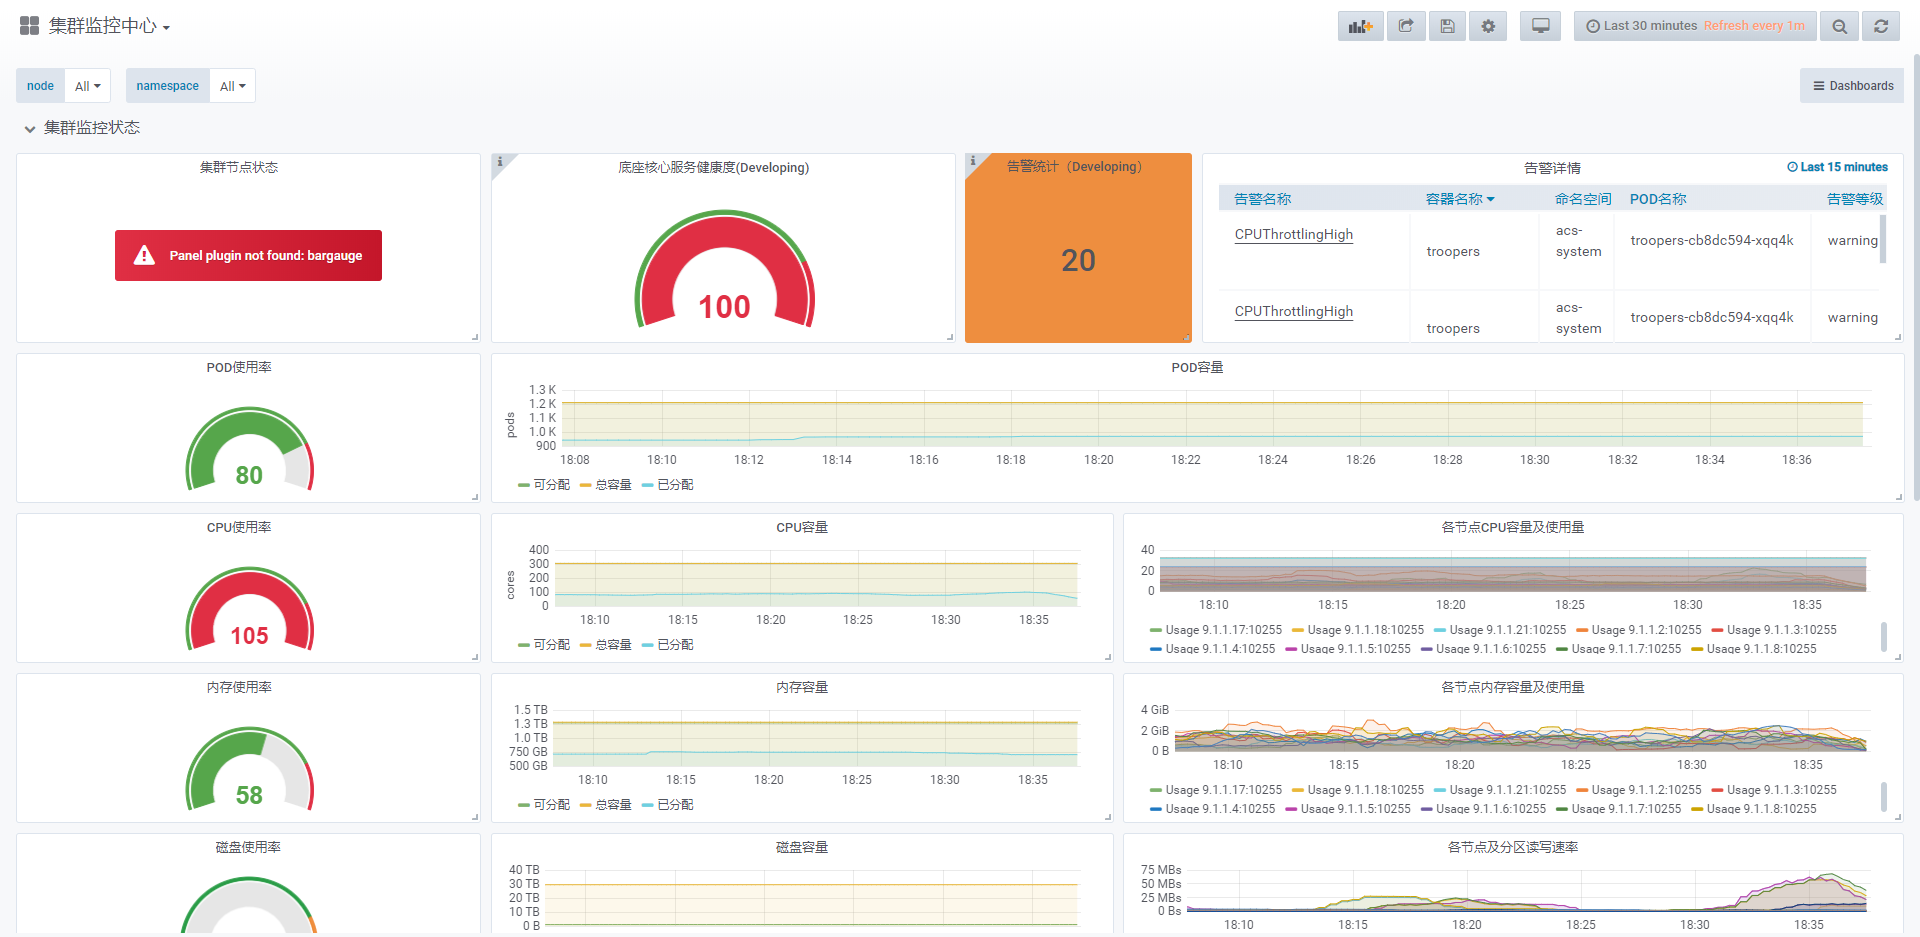 集群监控中心
Last 30 minutes Refresh every 1m
node All namespace All
Dashboards
集群监控状态
集群节点状态
Panel plugin not found: bargauge
底座核心服务健康度(Developing)
100
告警统计（Developing）
20
告警详情
Last 15 minutes
告警名称 容器名称 命名空间 POD名称 告警等级
CPUThrottlingHigh troopers acs-system troopers-cb8dc594-xqq4k warning
CPUThrottlingHigh troopers acs-system troopers-cb8dc594-xqq4k warning
POD使用率
80
POD容量
pods
1.3 K
1.2 K
1.1 K
1.0 K
900
18:08 18:10 18:12 18:14 18:16 18:18 18:20 18:22 18:24 18:26 18:28 18:30 18:32 18:34 18:36
可分配 总容量 已分配
CPU使用率
105
CPU容量
cores
400
300
200
100
0
18:10 18:15 18:20 18:25 18:30 18:35
可分配 总容量 已分配
各节点CPU容量及使用量
40
20
0
18:10 18:15 18:20 18:25 18:30 18:35
Usage 9.1.1.17:10255 Usage 9.1.1.18:10255 Usage 9.1.1.21:10255 Usage 9.1.1.2:10255 Usage 9.1.1.3:10255
Usage 9.1.1.4:10255 Usage 9.1.1.5:10255 Usage 9.1.1.6:10255 Usage 9.1.1.7:10255 Usage 9.1.1.8:10255
内存使用率
58
内存容量
1.5 TB
1.3 TB
1.0 TB
750 GB
500 GB
18:10 18:15 18:20 18:25 18:30 18:35
可分配 总容量 已分配
各节点内存容量及使用量
4 GiB
2 GiB
0 B
18:10 18:15 18:20 18:25 18:30 18:35
Usage 9.1.1.17:10255 Usage 9.1.1.18:10255 Usage 9.1.1.21:10255 Usage 9.1.1.2:10255 Usage 9.1.1.3:10255
Usage 9.1.1.4:10255 Usage 9.1.1.5:10255 Usage 9.1.1.6:10255 Usage 9.1.1.7:10255 Usage 9.1.1.8:10255
磁盘使用率
磁盘容量
40 TB
30 TB
20 TB
10 TB
0 B
各节点及分区读写速率
75 MBs
50 MBs
25 MBs
0 Bs
18:10 18:15 18:20 18:25 18:30 18:35